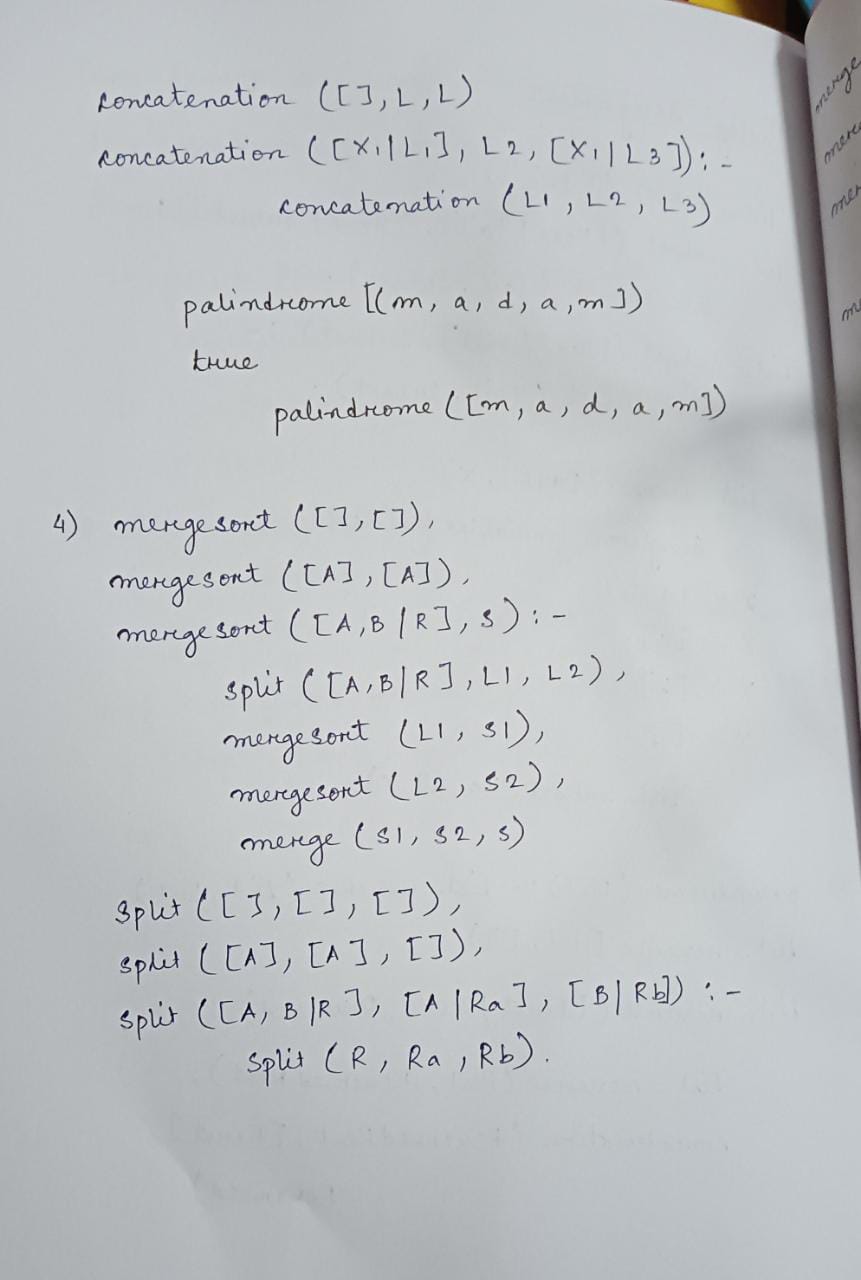 concatenation ([], L, L)
concatenation ([X1|L1], L2, [X1|L3]):-
concatenation (L1, L2, L3)
palindrome [(m, a, d, a, m])
true
palindrome ([m, a, d, a, m])
4) mergesort ([], []),
mergesort ([A], [A]),
mergesort ([A, B|R], S):-
split ([A, B|R], L1, L2),
mergesort (L1, S1),
mergesort (L2, S2),
merge (S1, S2, S)
split ([], [], []),
split ([A], [A], []),
split ([A, B|R], [A|Ra], [B|Rb]) :-
split (R, Ra, Rb).
merge